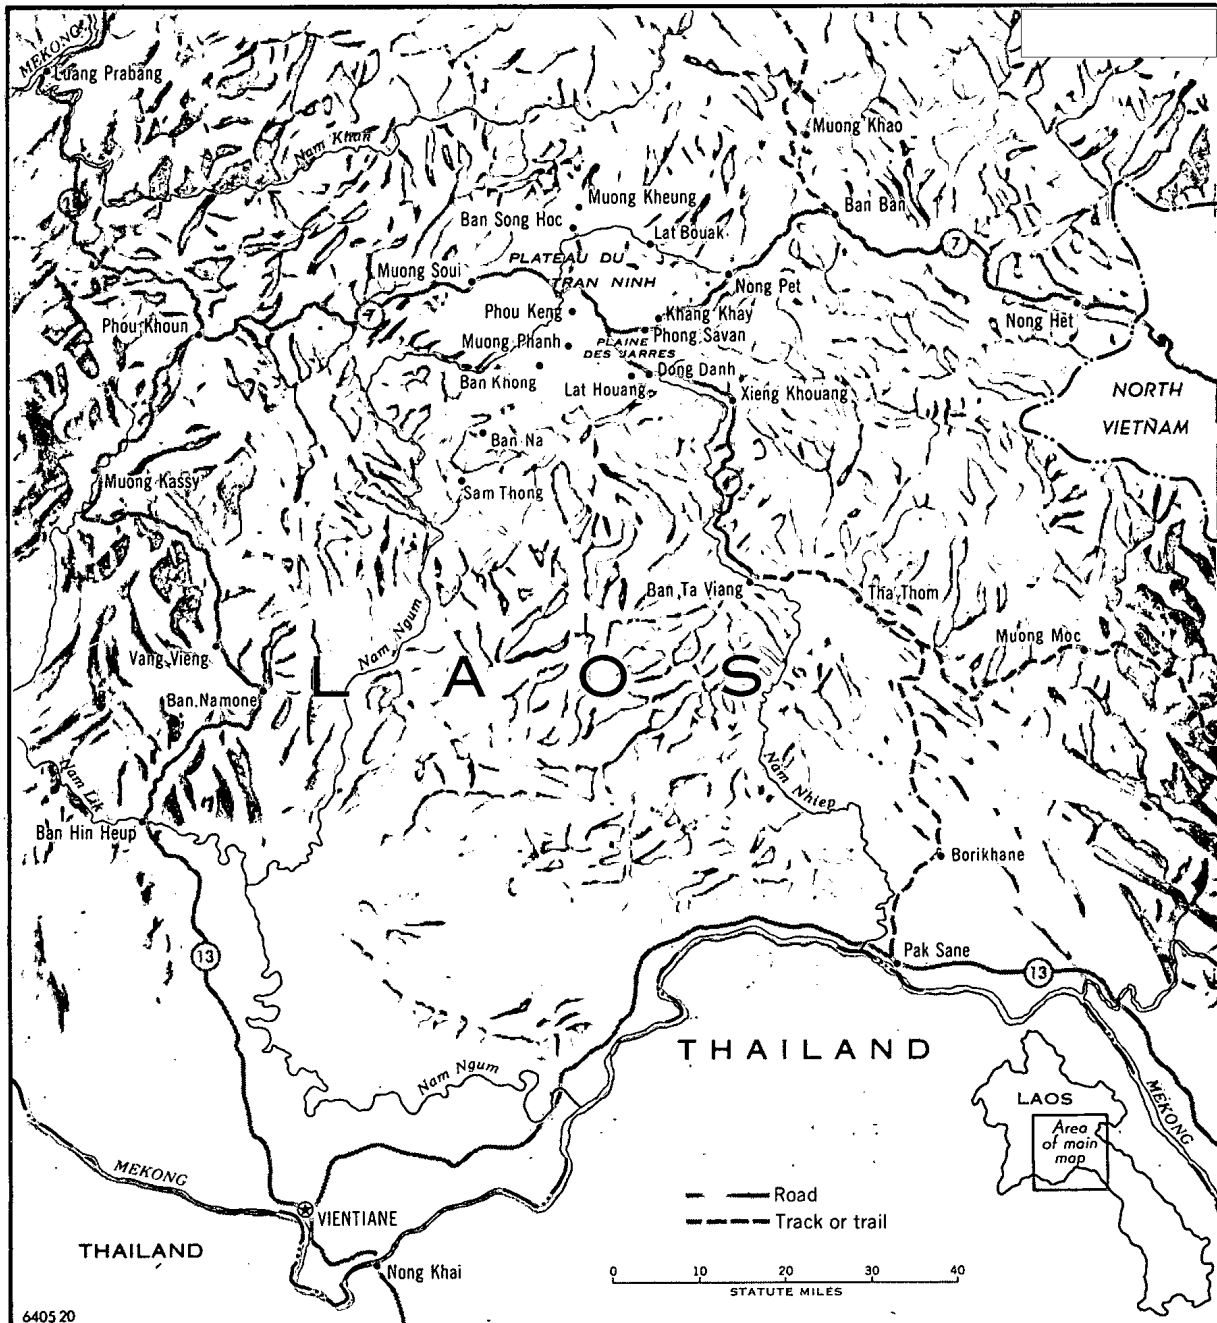 MEKONG
Luang Prabang
Nam Khan
Muong Khao
13
Muong Kheung
Ban Ban
Ban Song Hoc
Lat Bouak
7
PLATEAU DU
TRAN NINH
Muong Soui
Nong Pet
Phou Keng
Khang Khay
Nong Het
7
Phou Khoun
Phong Savan
Muong Phanh
PLAINE
DES JARRES
Dong Danh
Ban Khong
Lat Houang
Xieng Khouang
NORTH
VIETNAM
Ban Na
Muong Kassy
Sam Thong
Ban Ta Viang
Tha Thom
Muong Moc
Nam Ngum
Vang Vieng
LAOS
Ban Namone
Nam Lik
Nam Nhiep
Ban Hin Heup
Borikhane
13
Pak Sane
13
THAILAND
Nam Ngum
LAOS
MEKONG
Area
of main
map
MEKONG
Road
VIENTIANE
Track or trail
THAILAND
Nong Khai
0 10 20 30 40
STATUTE MILES
640520